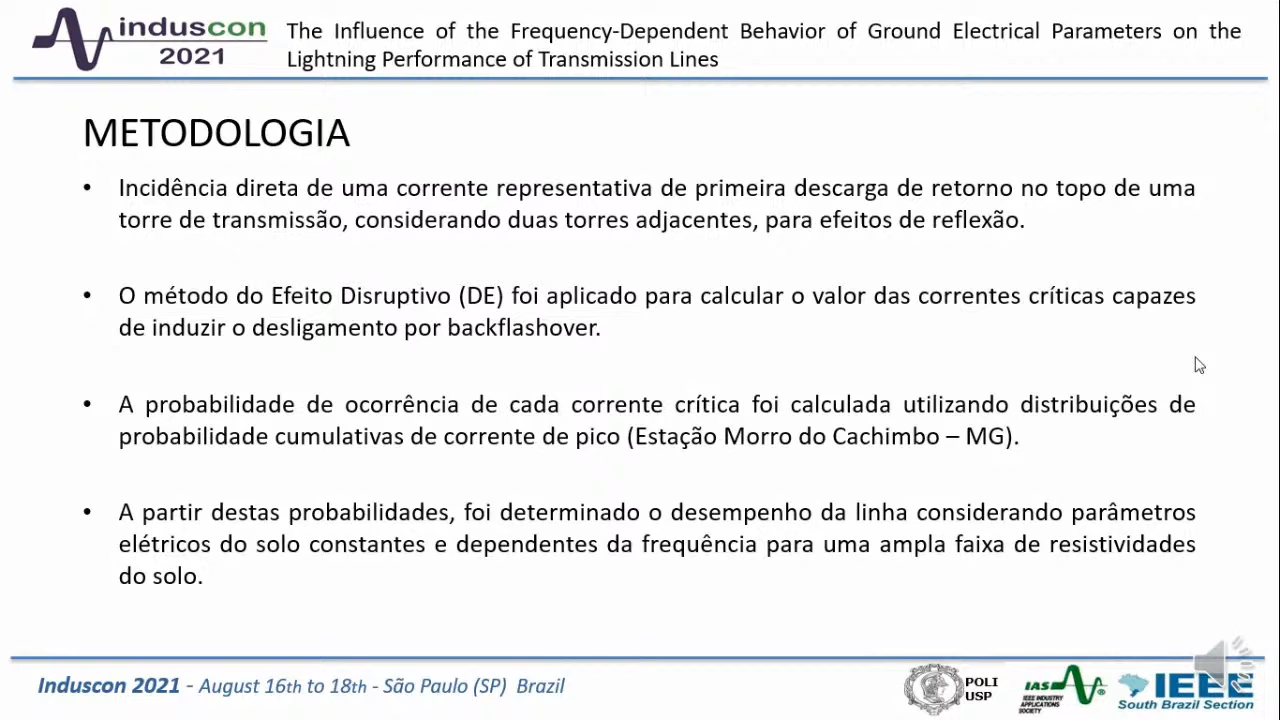 induscon
2021
The Influence of the Frequency-Dependent Behavior of Ground Electrical Parameters on the
Lightning Performance of Transmission Lines
METODOLOGIA
• Incidência direta de uma corrente representativa de primeira descarga de retorno no topo de uma
torre de transmissão, considerando duas torres adjacentes, para efeitos de reflexão.
• O método do Efeito Disruptivo (DE) foi aplicado para calcular o valor das correntes críticas capazes
de induzir o desligamento por backflashover.
• A probabilidade de ocorrência de cada corrente crítica foi calculada utilizando distribuições de
probabilidade cumulativas de corrente de pico (Estação Morro do Cachimbo – MG).
• A partir destas probabilidades, foi determinado o desempenho da linha considerando parâmetros
elétricos do solo constantes e dependentes da frequência para uma ampla faixa de resistividades
do solo.
Induscon 2021 - August 16th to 18th - São Paulo (SP) Brazil
POLI
USP
IAS
IEEE INDUSTRY
APPLICATIONS
SOCIETY
IEEE
South Brazil Section